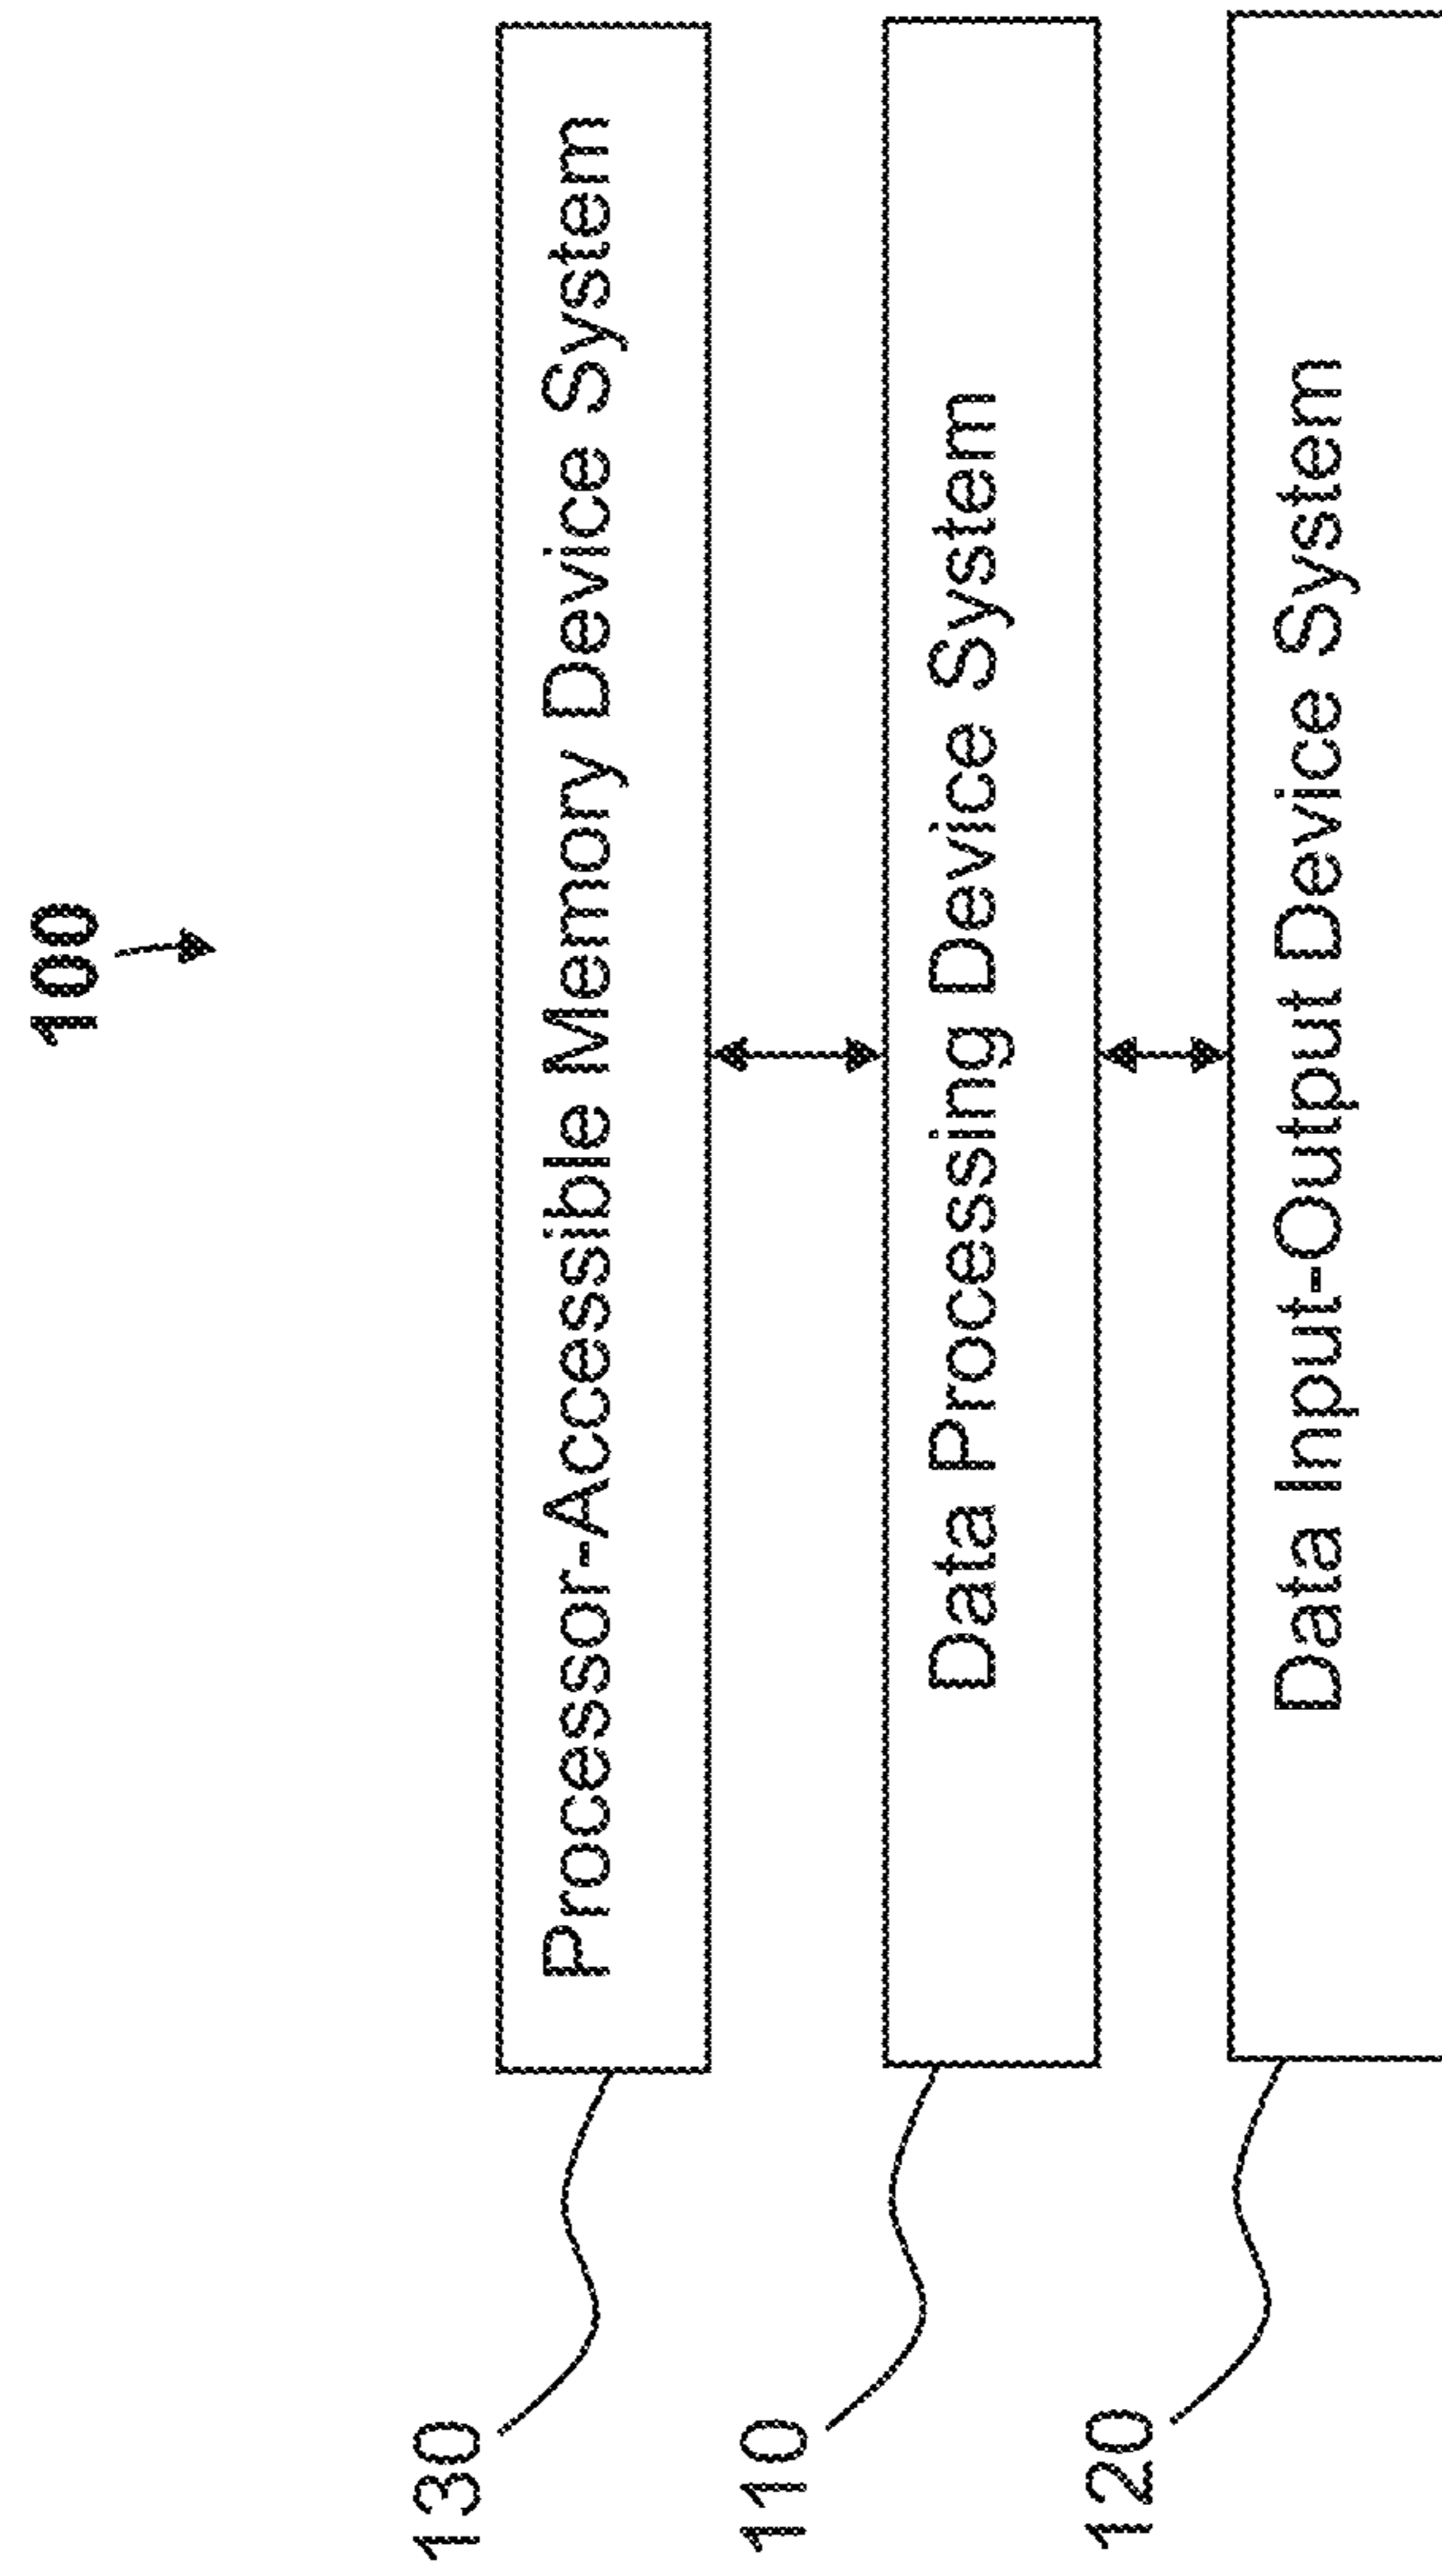 100
130
Processor-Accessible Memory Device System
110
Data Processing Device System
120
Data Input-Output Device System